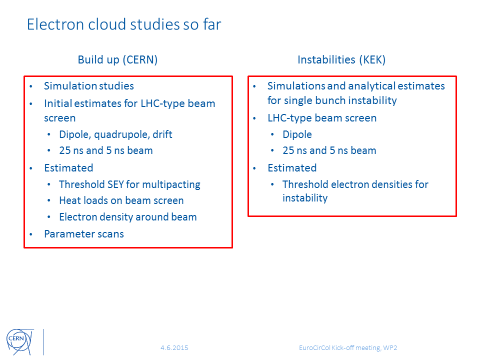 Electron cloud studies so far
Build up (CERN)
• Simulation studies
• Initial estimates for LHC-type beam
screen
• Dipole, quadrupole, drift
• 25 ns and 5 ns beam
• Estimated
• Threshold SEY for multipacting
• Heat loads on beam screen
• Electron density around beam
• Parameter scans
Instabilities (KEK)
• Simulations and analytical estimates
for single bunch instability
• LHC-type beam screen
• Dipole
• 25 ns and 5 ns beam
• Estimated
• Threshold electron densities for
instability
CERN
4.6.2015
EuroCirCol Kick-off meeting, WP2